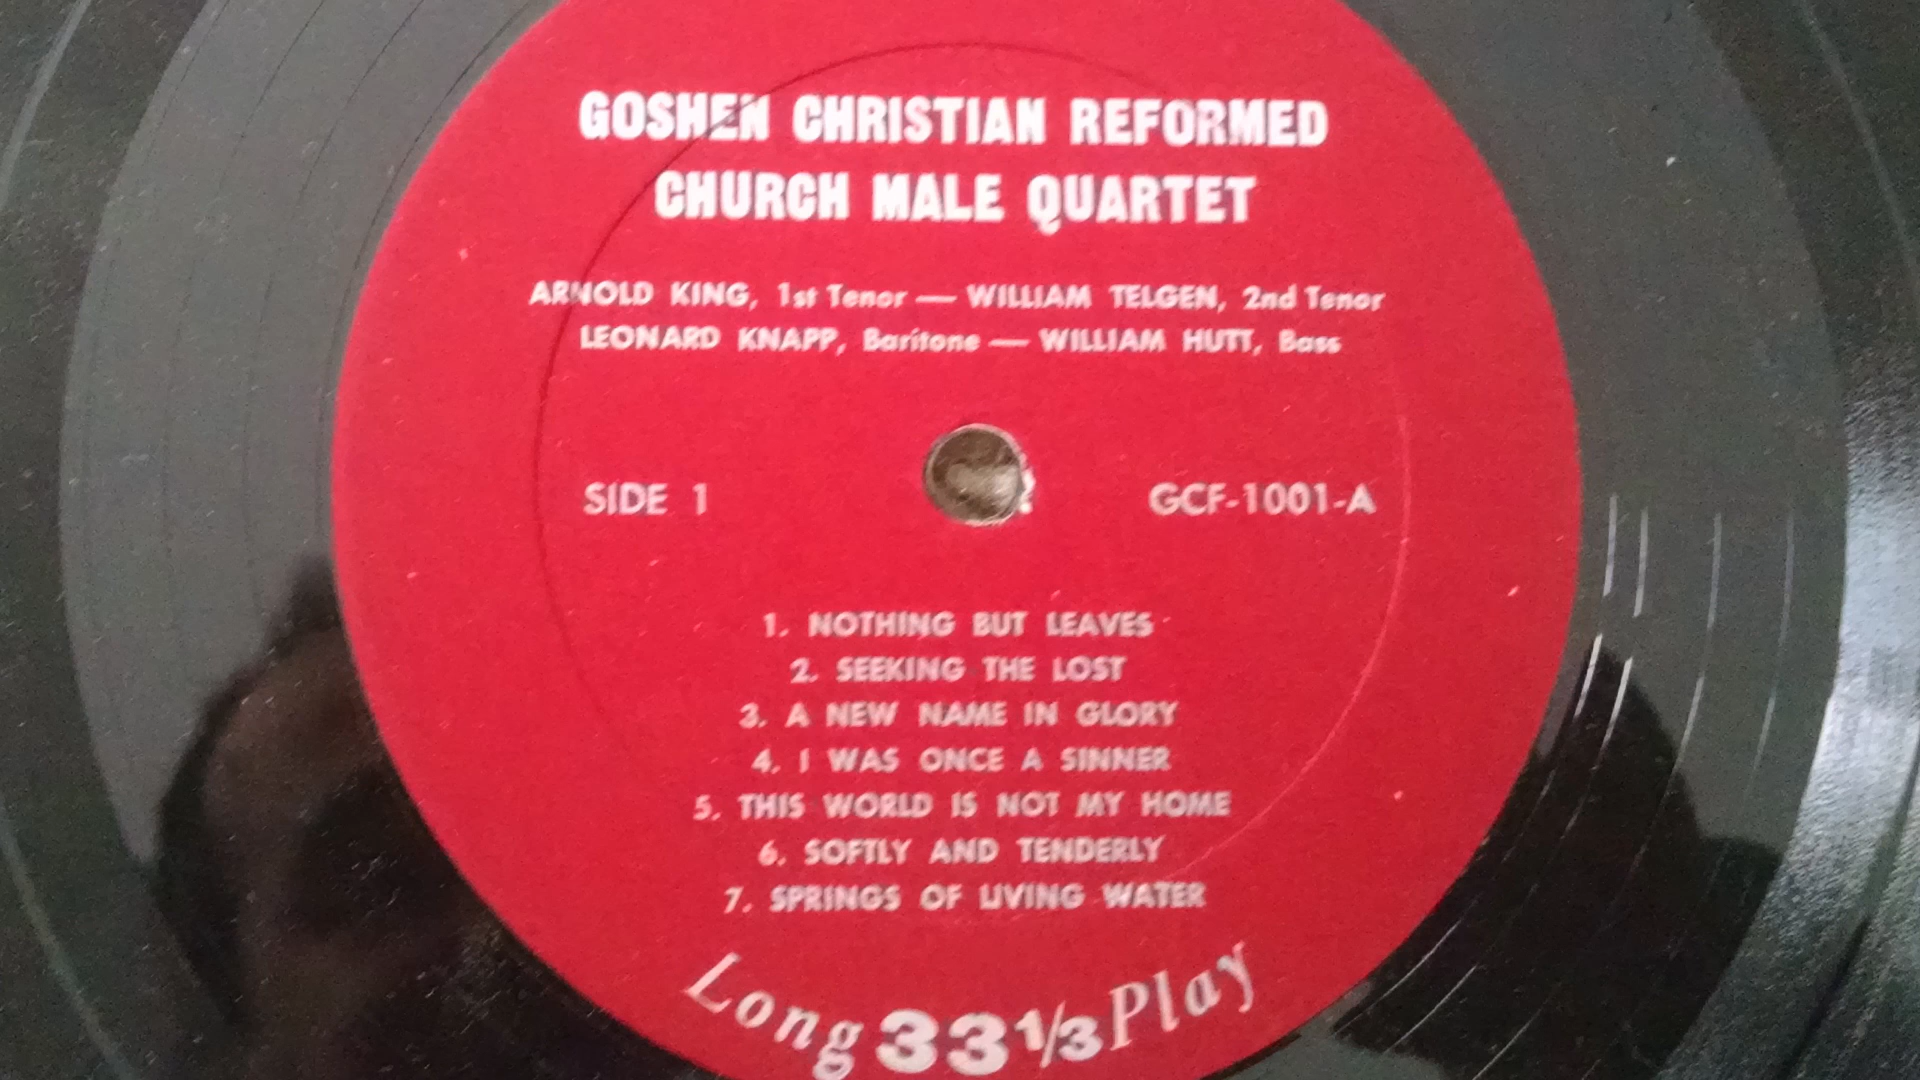 GOSHEN CHRISTIAN REFORMED
CHURCH MALE QUARTET
ARNOLD KING, 1st Tenor — WILLIAM TELGEN, 2nd Tenor
LEONARD KNAPP, Baritone — WILLIAM HUTT, Bass
SIDE 1 GCF-1001-A
1. NOTHING BUT LEAVES
2. SEEKING THE LOST
3. A NEW NAME IN GLORY
4. I WAS ONCE A SINNER
5. THIS WORLD IS NOT MY HOME
6. SOFTLY AND TENDERLY
7. SPRINGS OF LIVING WATER
Long 33 1/3 Play